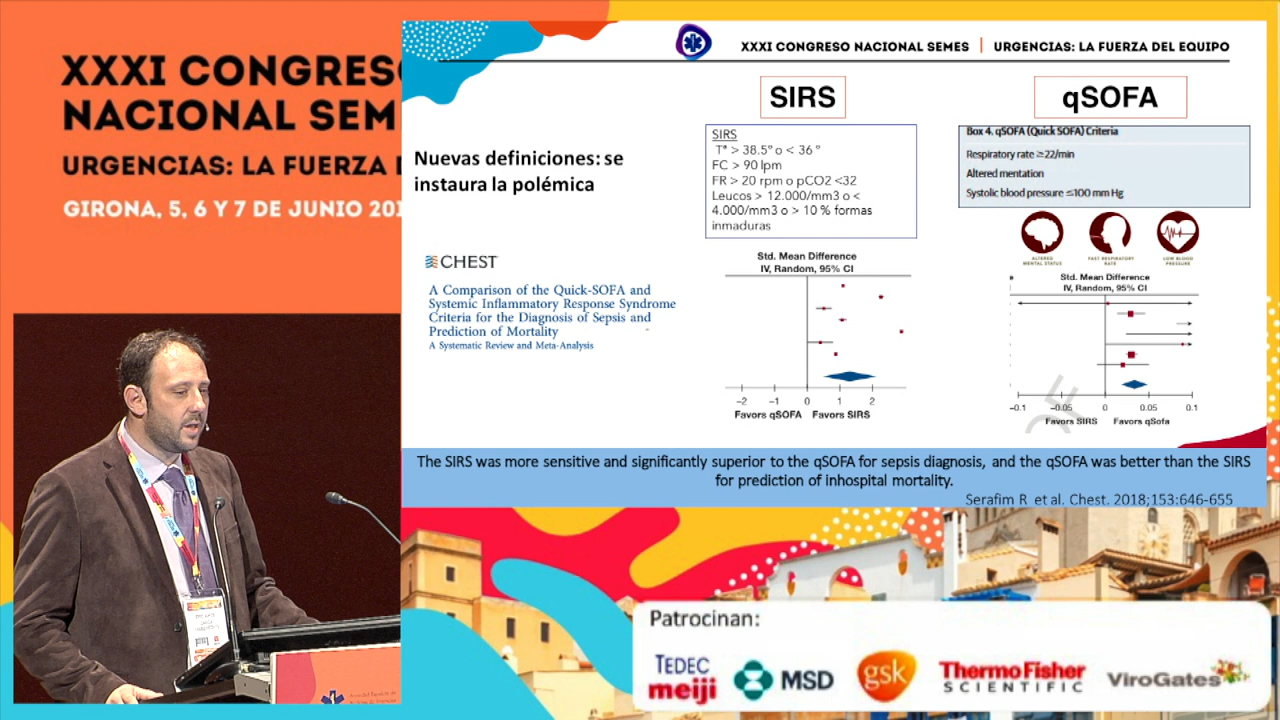 XXXI CONGRESO
NACIONAL SEM
URGENCIAS: LA FUERZA
GIRONA, 5, 6 Y 7 DE JUNIO 201
XXXI CONGRESO NACIONAL SEMES | URGENCIAS: LA FUERZA DEL EQUIPO
Nuevas definiciones: se
instaura la polémica
CHEST
A Comparison of the Quick-SOFA and
Systemic Inflammatory Response Syndrome
Criteria for the Diagnosis of Sepsis and
Prediction of Mortality
A Systematic Review and Meta-Analysis
SIRS
SIRS
Tª > 38.5º o < 36 º
FC > 90 lpm
FR > 20 rpm o pCO2 <32
Leucos > 12.000/mm3 o <
4.000/mm3 o > 10 % formas
inmaduras
Std. Mean Difference
IV, Random, 95% CI
−2 −1 0 1 2
Favors qSOFA Favors SIRS
qSOFA
Box 4. qSOFA (Quick SOFA) Criteria
Respiratory rate ≥22/min
Altered mentation
Systolic blood pressure ≤100 mm Hg
ALTERED
MENTAL STATUS
FAST RESPIRATORY
RATE
LOW BLOOD
PRESSURE
Std. Mean Difference
IV, Random, 95% CI
−0.1 −0.05 0 0.05 0.1
Favors SIRS Favors qSofa
The SIRS was more sensitive and significantly superior to the qSOFA for sepsis diagnosis, and the qSOFA was better than the SIRS
for prediction of inhospital mortality.
Serafim R et al. Chest. 2018;153:646-655
Patrocinan:
TEDEC
meiji
MSD
gsk
ThermoFisher
SCIENTIFIC
ViroGates